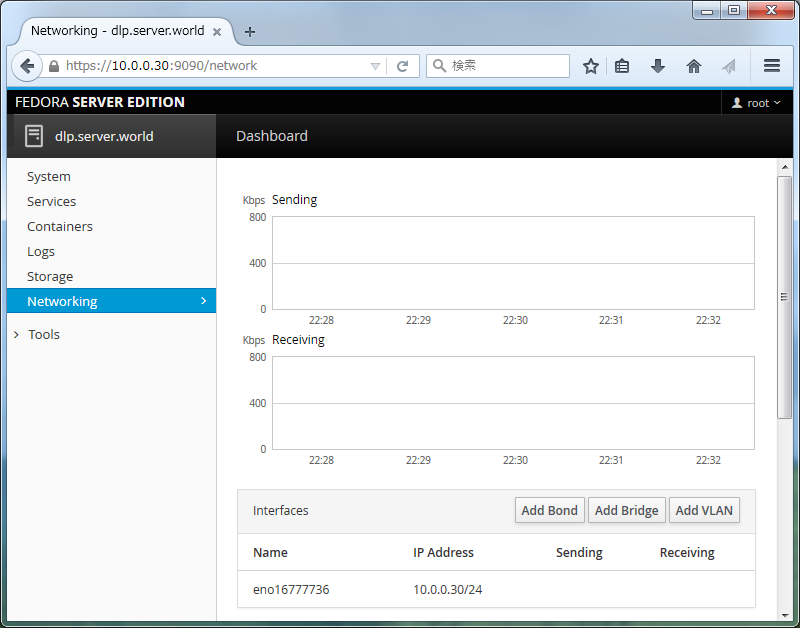 Networking - dlp.server.world
https://10.0.0.30:9090/network
検索
FEDORA SERVER EDITION
root
dlp.server.world
Dashboard
System
Services
Containers
Logs
Storage
Networking
Tools
Kbps Sending
800
400
0
22:28 22:29 22:30 22:31 22:32
Kbps Receiving
800
400
0
22:28 22:29 22:30 22:31 22:32
Interfaces Add Bond Add Bridge Add VLAN
Name IP Address Sending Receiving
eno16777736 10.0.0.30/24